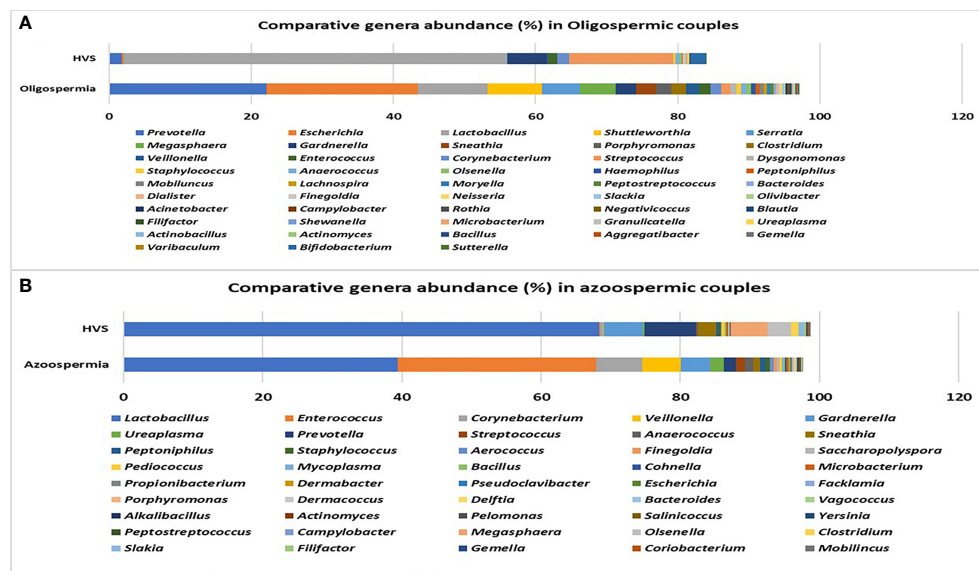 A
Comparative genera abundance (%) in Oligospermic couples
HVS
Oligospermia
0 20 40 60 80 100 120
Prevotella Escherichia Lactobacillus Shuttleworthia Serratia
Megasphaera Gardnerella Sneathia Porphyromonas Clostridium
Veillonella Enterococcus Corynebacterium Streptococcus Dysgonomonas
Staphylococcus Anaerococcus Olsenella Haemophilus Peptoniphilus
Mobiluncus Lachnospira Moryella Peptostreptococcus Bacteroides
Dialister Finegoldia Neisseria Slackia Olivibacter
Acinetobacter Campylobacter Rothia Negativicoccus Blautia
Filifactor Shewanella Microbacterium Granulicatella Ureaplasma
Actinobacillus Actinomyces Bacillus Aggregatibacter Gemella
Varibaculum Bifidobacterium Sutterella
B
Comparative genera abundance (%) in azoospermic couples
HVS
Azoospermia
0 20 40 60 80 100 120
Lactobacillus Enterococcus Corynebacterium Veillonella Gardnerella
Ureaplasma Prevotella Streptococcus Anaerococcus Sneathia
Peptoniphilus Staphylococcus Aerococcus Finegoldia Saccharopolyspora
Pediococcus Mycoplasma Bacillus Cohnella Microbacterium
Propionibacterium Dermabacter Pseudoclavibacter Escherichia Facklamia
Porphyromonas Dermacoccus Delftia Bacteroides Vagococcus
Alkalibacillus Actinomyces Pelomonas Salinicoccus Yersinia
Peptostreptococcus Campylobacter Megasphaera Olsenella Clostridium
Slakia Filifactor Gemella Coriobacterium Mobilincus